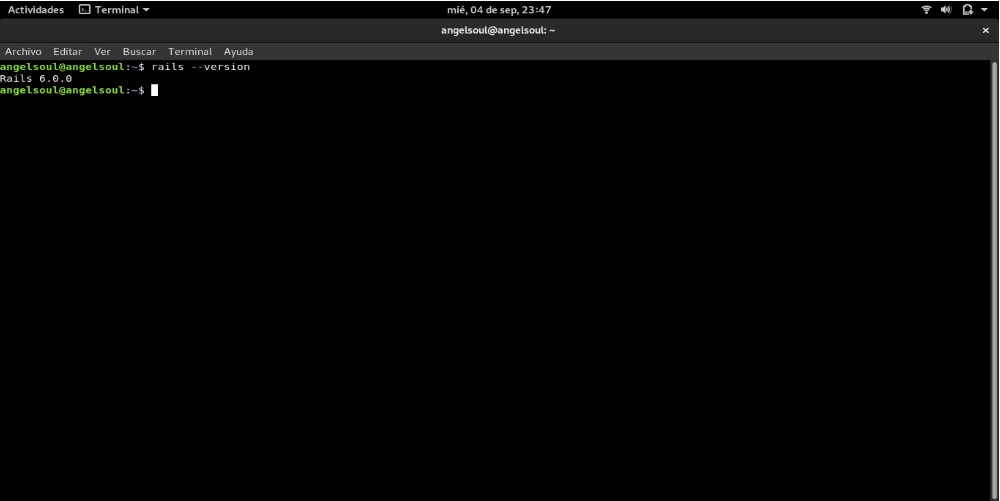 Actividades Terminal mié, 04 de sep, 23:47
angelsoul@angelsoul: ~ ×
Archivo Editar Ver Buscar Terminal Ayuda
angelsoul@angelsoul:~$ rails --version
Rails 6.0.0
angelsoul@angelsoul:~$